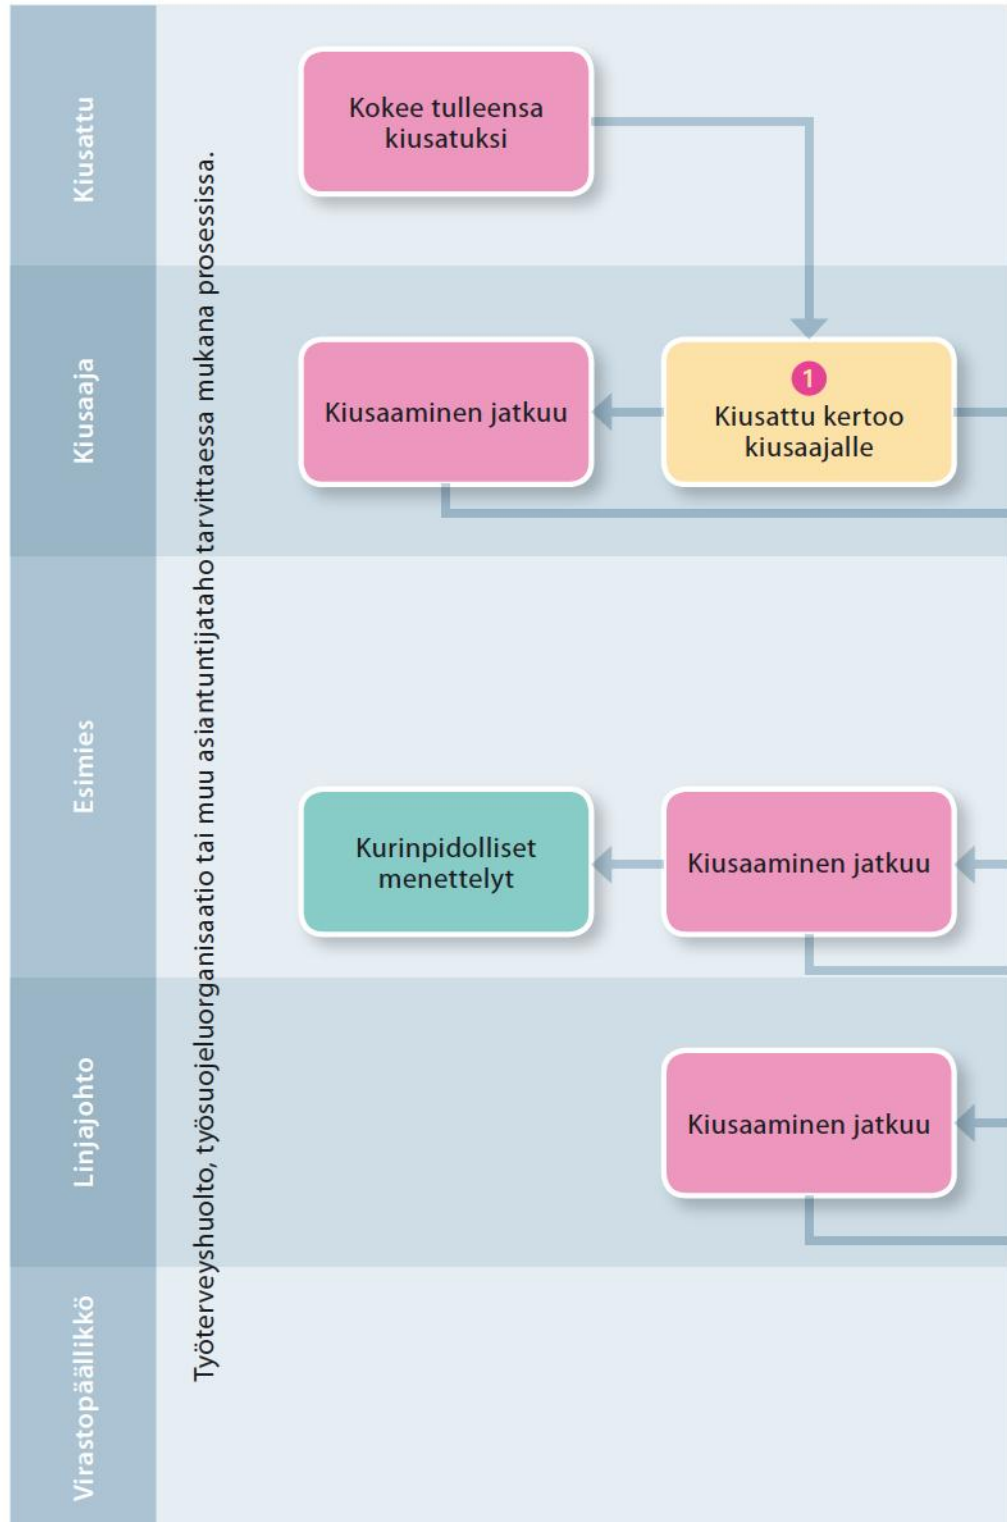 Kiusattu
Kokee tulleensa
kiusatuksi
Kiusaaja
Kiusaaminen jatkuu
1
Kiusattu kertoo
kiusaajalle
Esimies
Kurinpidolliset
menettelyt
Kiusaaminen jatkuu
Linjajohto
Kiusaaminen jatkuu
Virastopäällikkö
Työterveyshuolto, työsuojeluorganisaatio tai muu asiantuntijataho tarvittaessa mukana prosessissa.